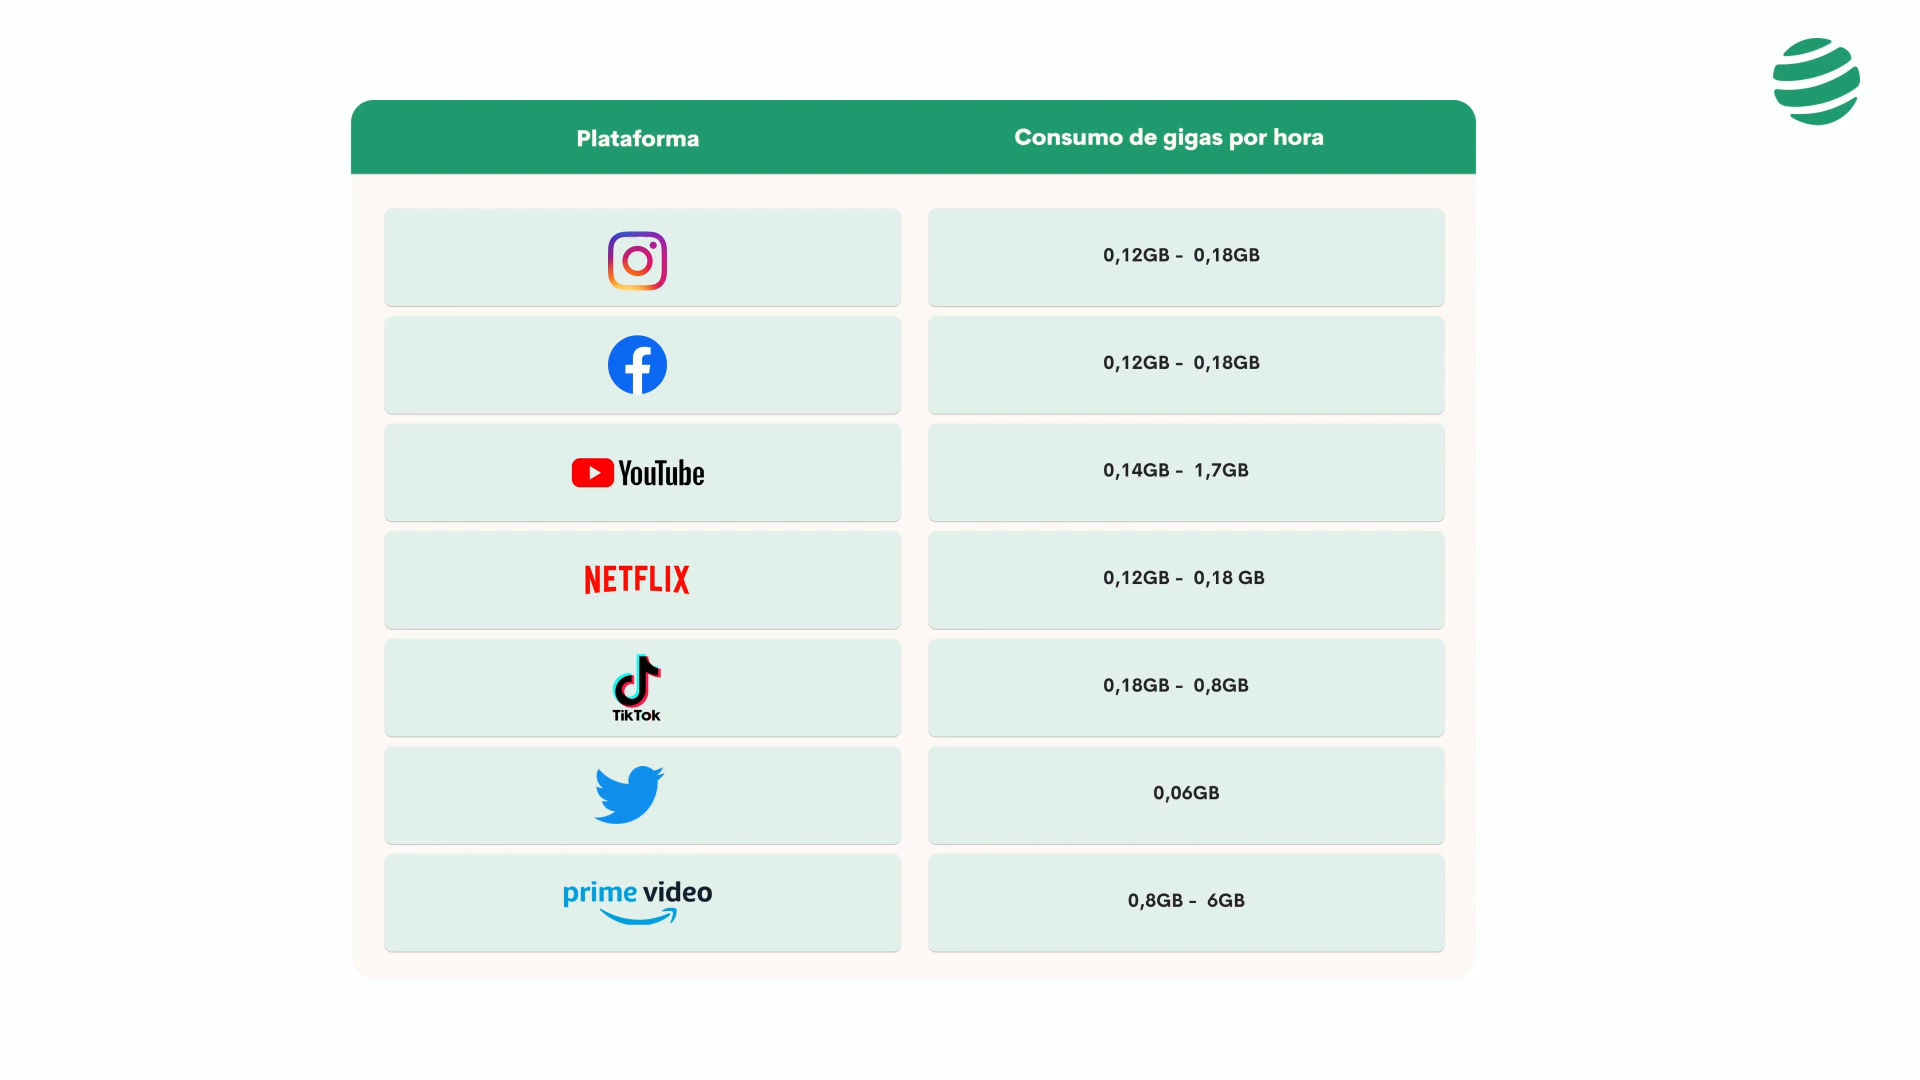 Plataforma Consumo de gigas por hora
0,12GB - 0,18GB
0,12GB - 0,18GB
YouTube 0,14GB - 1,7GB
NETFLIX 0,12GB - 0,18 GB
0,18GB - 0,8GB
TikTok
0,06GB
prime video 0,8GB - 6GB